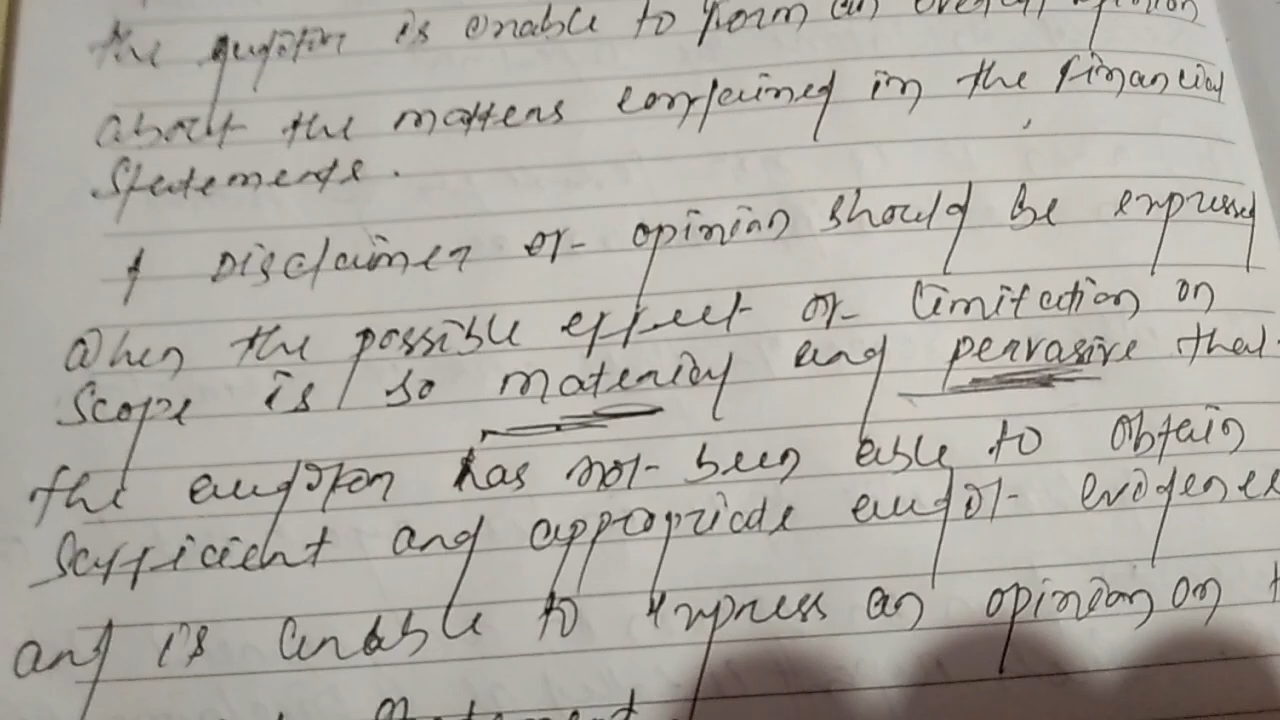 the auditor is unable to form an overall opinion
about the matters contained in the financial
statements.
A Disclaimer of opinion should be expressed
when the possible effect of limitation on
scope is so material and pervasive that
the auditor has not been able to obtain
sufficient and appropriate audit evidence
and is unable to express an opinion on